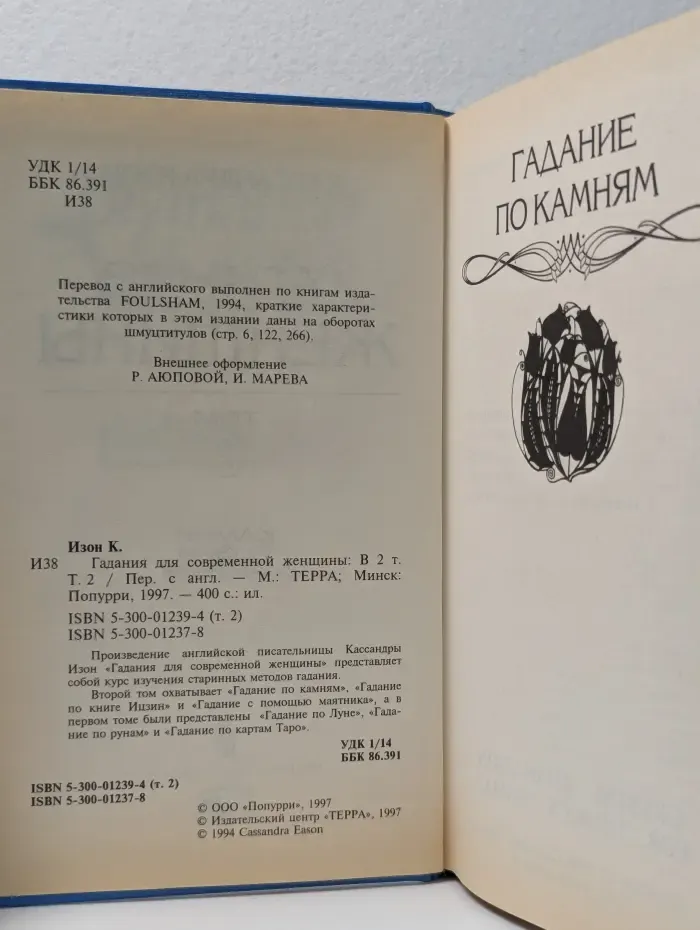 УДК 1/14
ББК 86.391
И38
Перевод с английского выполнен по книгам изда-
тельства FOULSHAM, 1994, краткие характери-
стики которых в этом издании даны на оборотах
шмуцтитулов (стр. 6, 122, 266).
Внешнее оформление
Р. АЮПОВОЙ, И. МАРЕВА
Изон К.
И38 Гадания для современной женщины: В 2 т.
Т. 2 / Пер. с англ. — М.: ТЕРРА; Минск:
Попурри, 1997. — 400 с.: ил.
ISBN 5-300-01239-4 (т. 2)
ISBN 5-300-01237-8
Произведение английской писательницы Кассандры
Изон «Гадания для современной женщины» представляет
собой курс изучения старинных методов гадания.
Второй том охватывает «Гадание по камням», «Гадание
по книге Ицзин» и «Гадание с помощью маятника», а в
первом томе были представлены «Гадание по Луне», «Гада-
ние по рунам» и «Гадание по картам Таро».
УДК 1/14
ББК 86.391
ISBN 5-300-01239-4 (т. 2)
ISBN 5-300-01237-8
© ООО «Попурри», 1997
© Издательский центр «ТЕРРА», 1997
© 1994 Cassandra Eason
ГАДАНИЕ
ПО КАМНЯМ